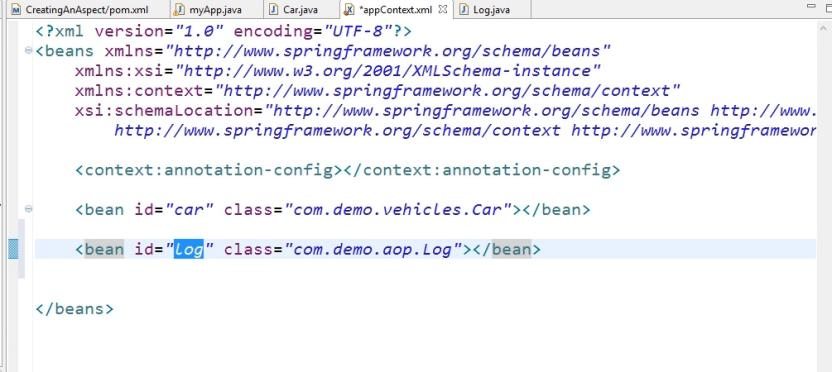 CreatingAnAspect/pom.xml myApp.java Car.java *appContext.xml Log.java
<?xml version="1.0" encoding="UTF-8"?>
<beans xmlns="http://www.springframework.org/schema/beans"
xmlns:xsi="http://www.w3.org/2001/XMLSchema-instance"
xmlns:context="http://www.springframework.org/schema/context"
xsi:schemaLocation="http://www.springframework.org/schema/beans http://www.
http://www.springframework.org/schema/context http://www.springframewor
<context:annotation-config></context:annotation-config>
<bean id="car" class="com.demo.vehicles.Car"></bean>
<bean id="log" class="com.demo.aop.Log"></bean>
</beans>